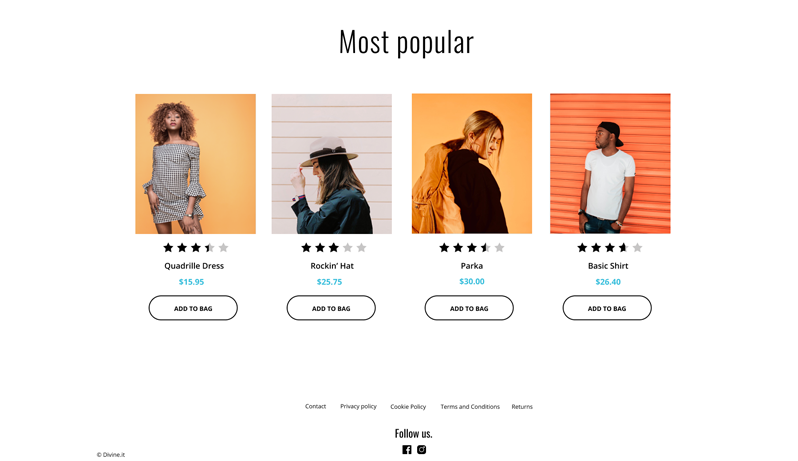 Most popular
Quadrille Dress
Rockin' Hat
Parka
Basic Shirt
$15.95
$25.75
$30.00
$26.40
ADD TO BAG
ADD TO BAG
ADD TO BAG
ADD TO BAG
Contact
Privacy policy
Cookie Policy
Terms and Conditions
Returns
Follow us.
© Divine.it